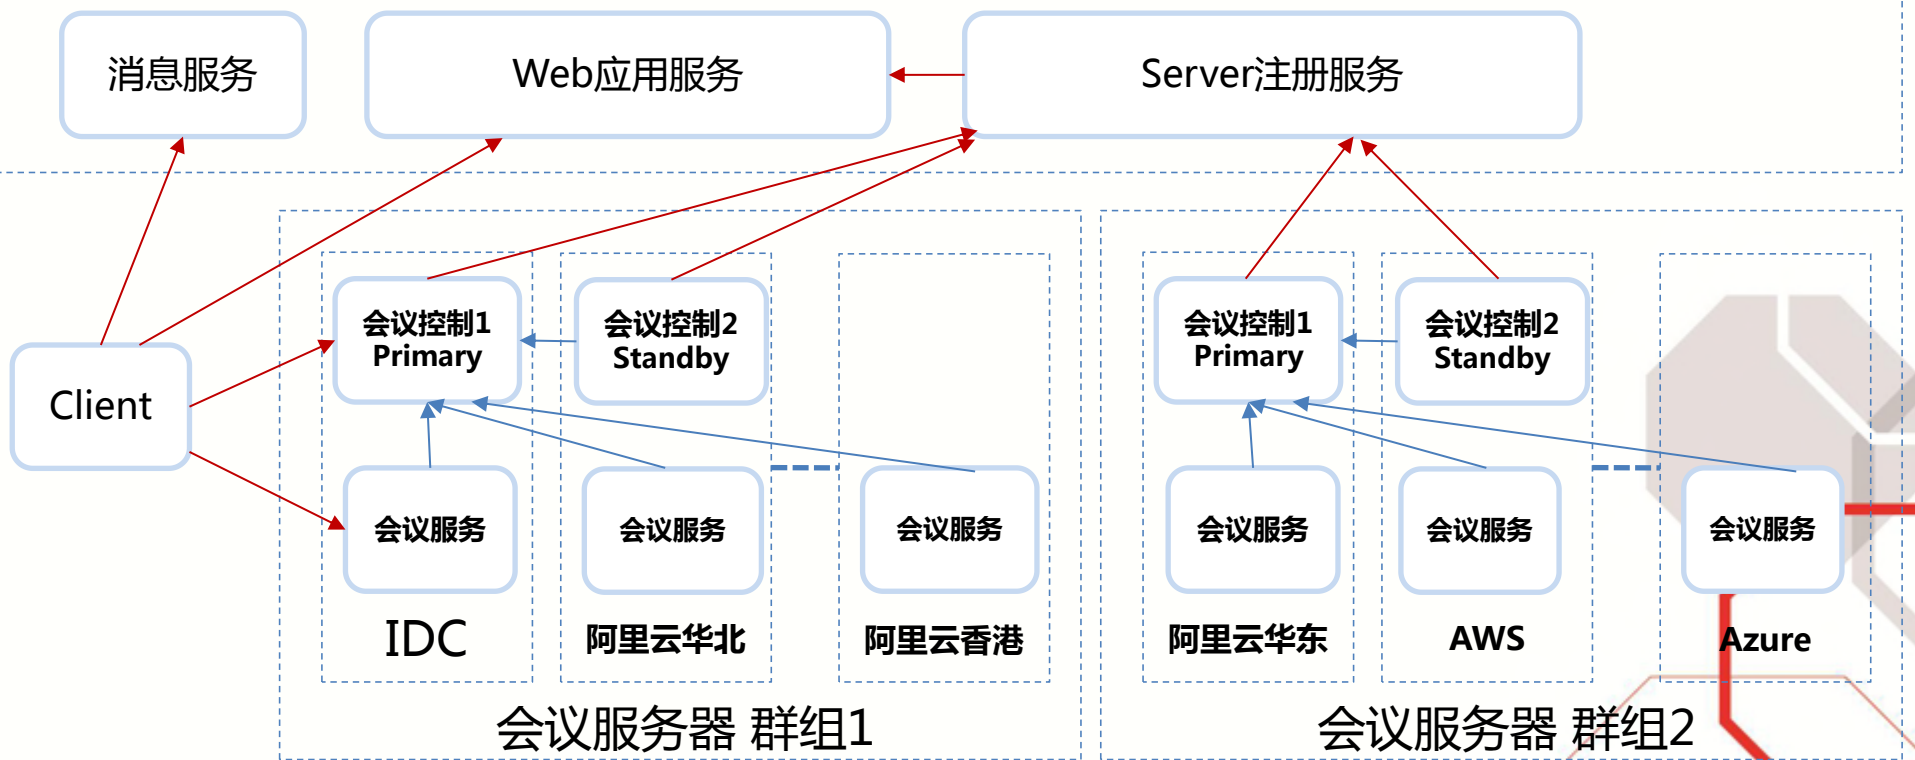 消息服务
Web应用服务
Server注册服务
Client
会议控制1
Primary
会议控制2
Standby
会议控制1
Primary
会议控制2
Standby
会议服务
会议服务
会议服务
会议服务
会议服务
会议服务
IDC
阿里云华北
阿里云香港
阿里云华东
AWS
Azure
会议服务器 群组1
会议服务器 群组2